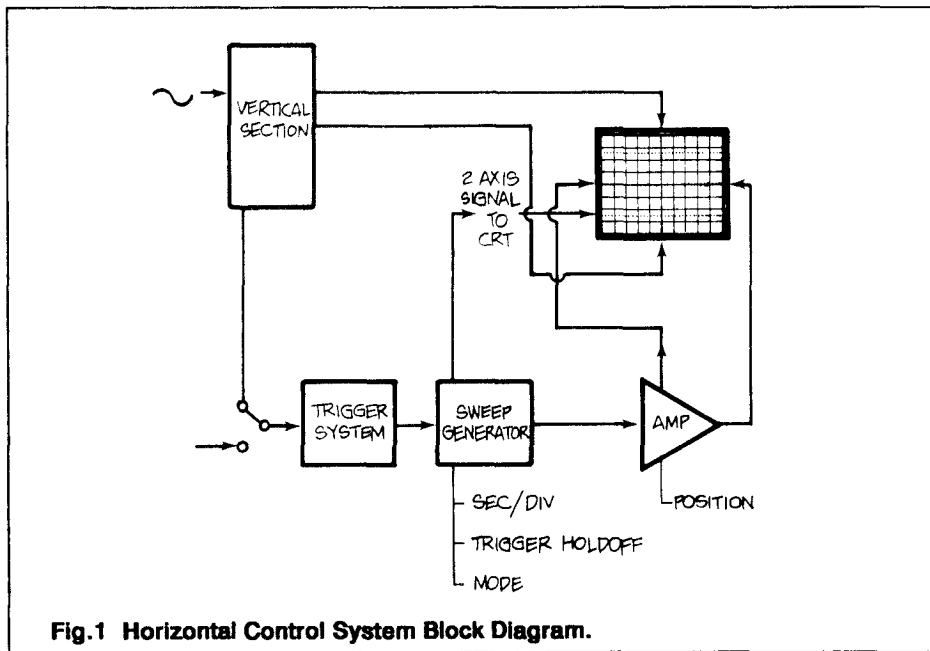 VERTICAL
SECTION
2 AXIS
SIGNAL
TO
CRT
TRIGGER
SYSTEM
SWEEP
GENERATOR
AMP
SEC/DIV
TRIGGER HOLDOFF
MODE
POSITION
Fig.1 Horizontal Control System Block Diagram.